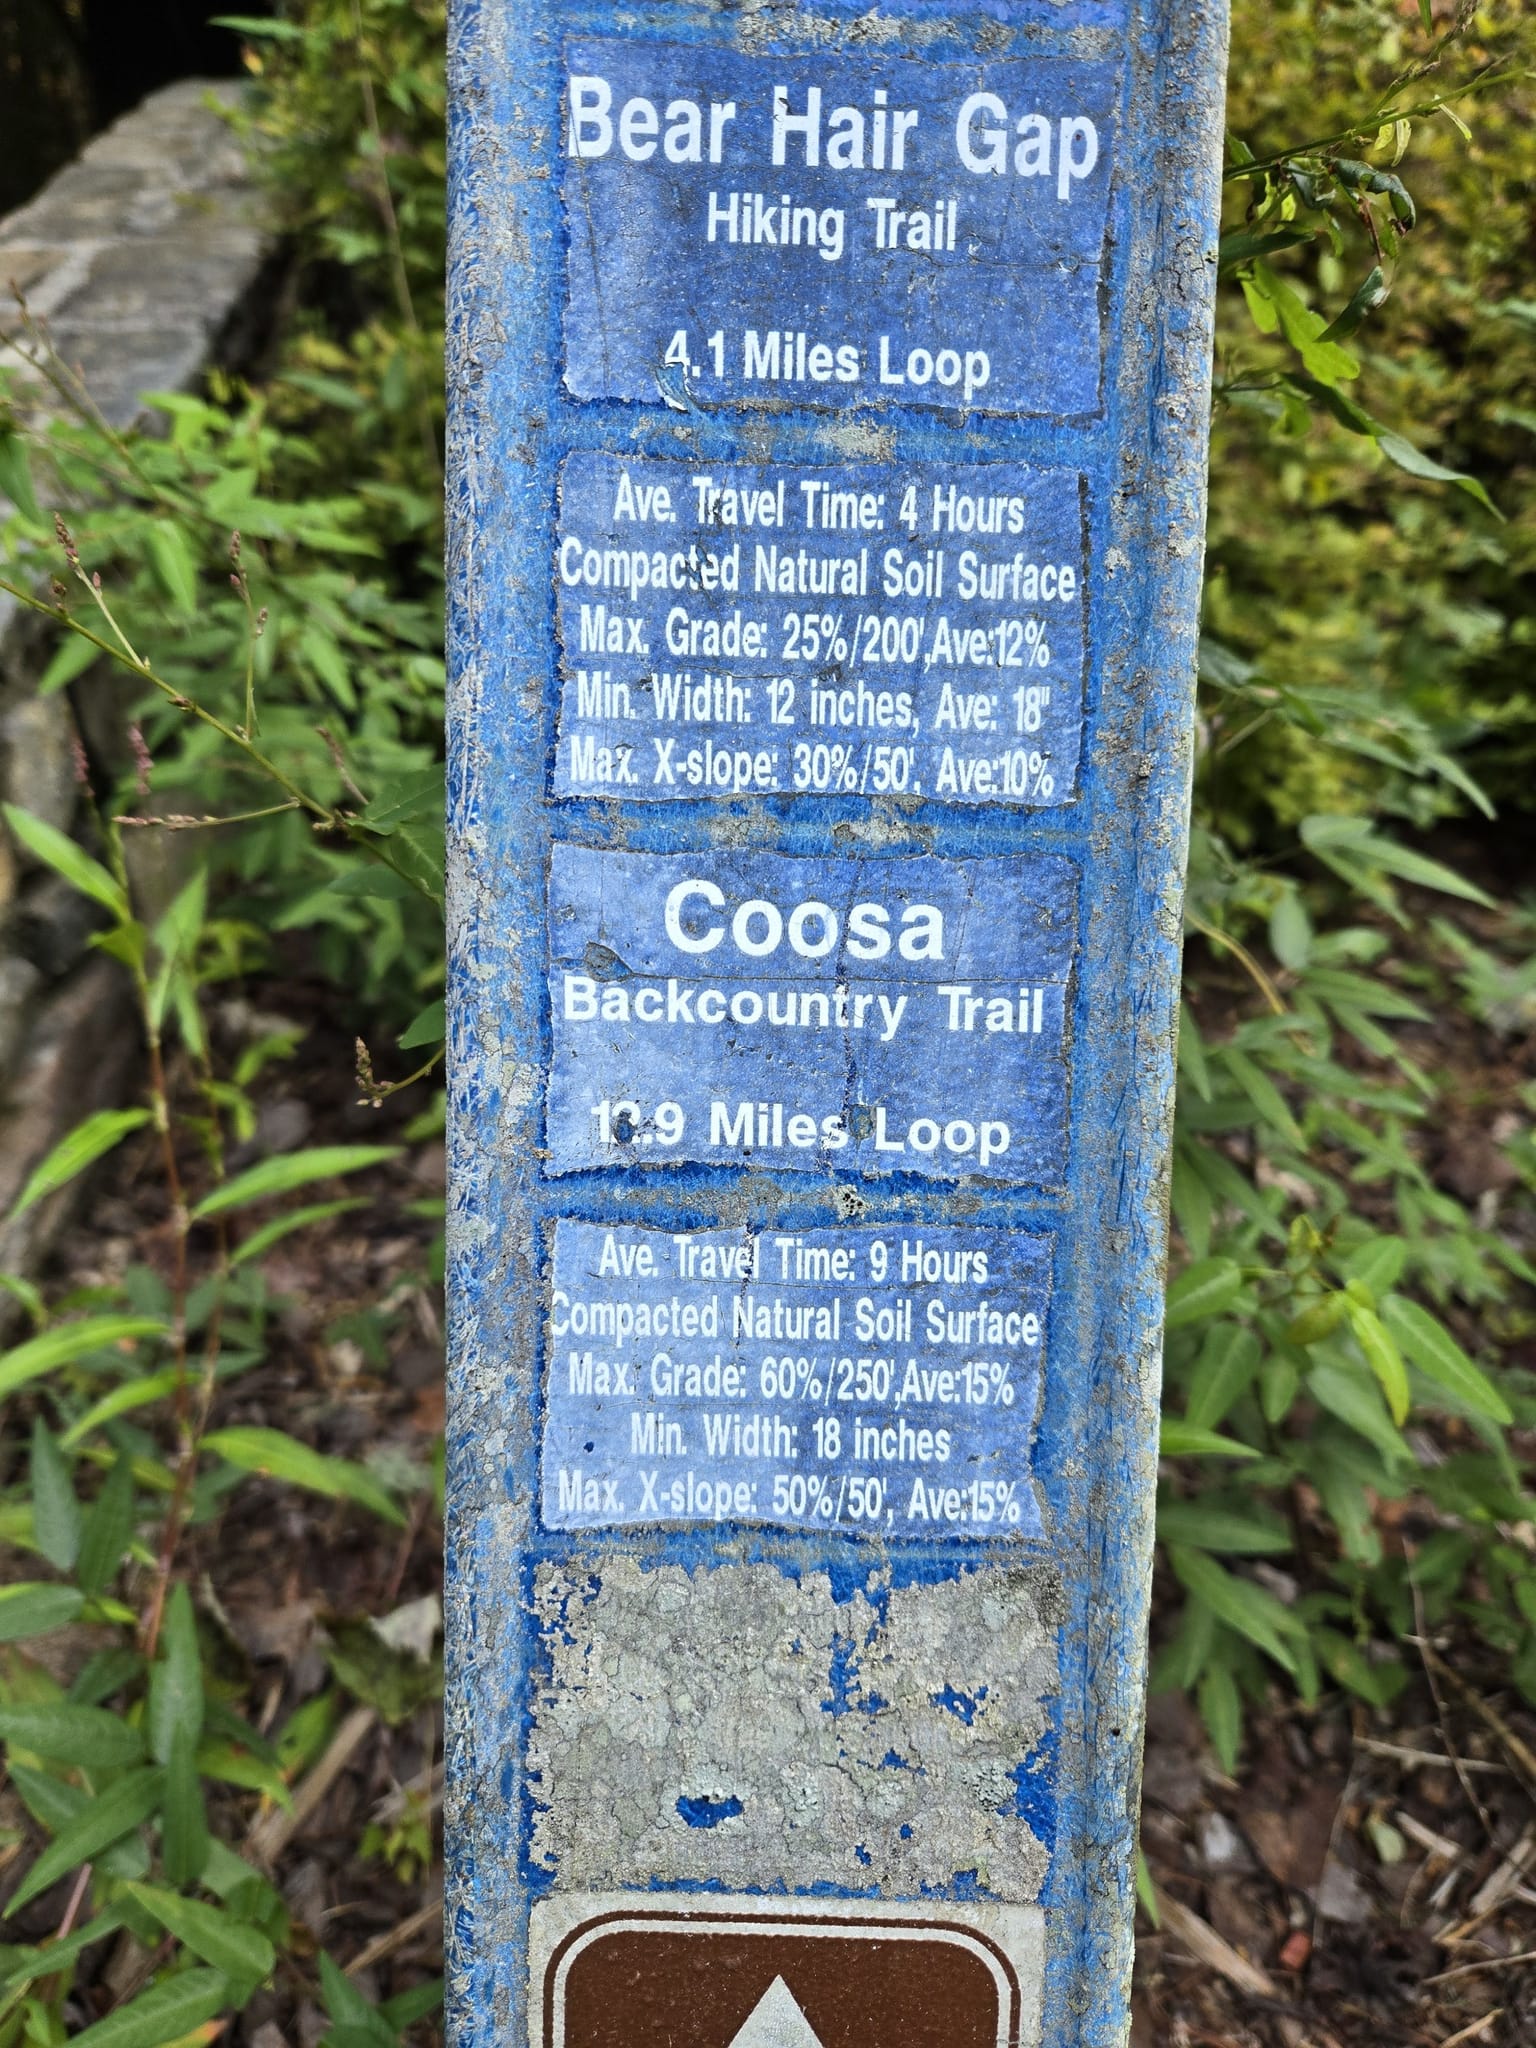 Bear Hair Gap
Hiking Trail
4.1 Miles Loop
Ave. Travel Time: 4 Hours
Compacted Natural Soil Surface
Max. Grade: 25%/200',Ave:12%
Min. Width: 12 inches, Ave: 18"
Max. X-slope: 30%/50', Ave:10%
Coosa
Backcountry Trail
Miles Loop
Ave. Travel Time: 9 Hours
Compacted Natural Soil Surface
Max. Grade: 60%/250',Ave:15%
Min. Width: 18 inches
Max. X-slope: 50%/50', Ave:15%